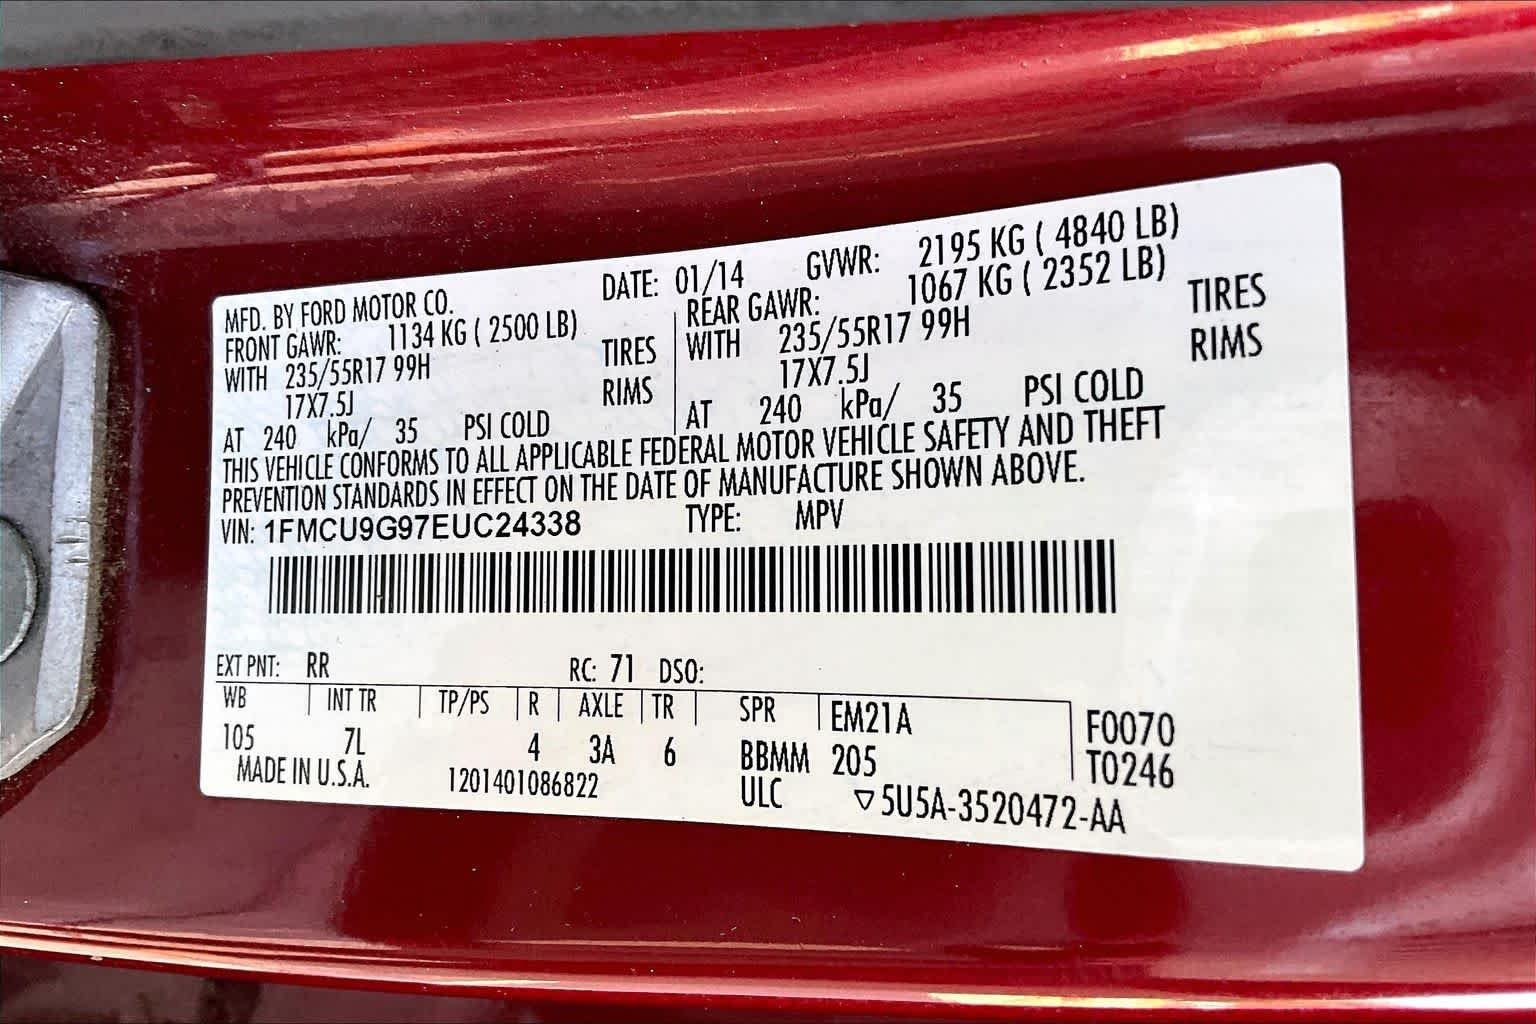 MFD. BY FORD MOTOR CO. DATE: 01/14 GVWR: 2195 KG ( 4840 LB)
FRONT GAWR: 1134 KG ( 2500 LB) REAR GAWR: 1067 KG ( 2352 LB)
WITH 235/55R17 99H TIRES WITH 235/55R17 99H TIRES
17X7.5J RIMS 17X7.5J RIMS
AT 240 kPa/ 35 PSI COLD AT 240 kPa/ 35 PSI COLD
THIS VEHICLE CONFORMS TO ALL APPLICABLE FEDERAL MOTOR VEHICLE SAFETY AND THEFT
PREVENTION STANDARDS IN EFFECT ON THE DATE OF MANUFACTURE SHOWN ABOVE.
VIN: 1FMCU9G97EUC24338 TYPE: MPV
EXT PNT: RR RC: 71 DSO:
WB INT TR TP/PS R AXLE TR SPR EM21A F0070
105 7L 4 3A 6 BBMM 205 T0246
MADE IN U.S.A. 1201401086822 ULC ▽5U5A-3520472-AA